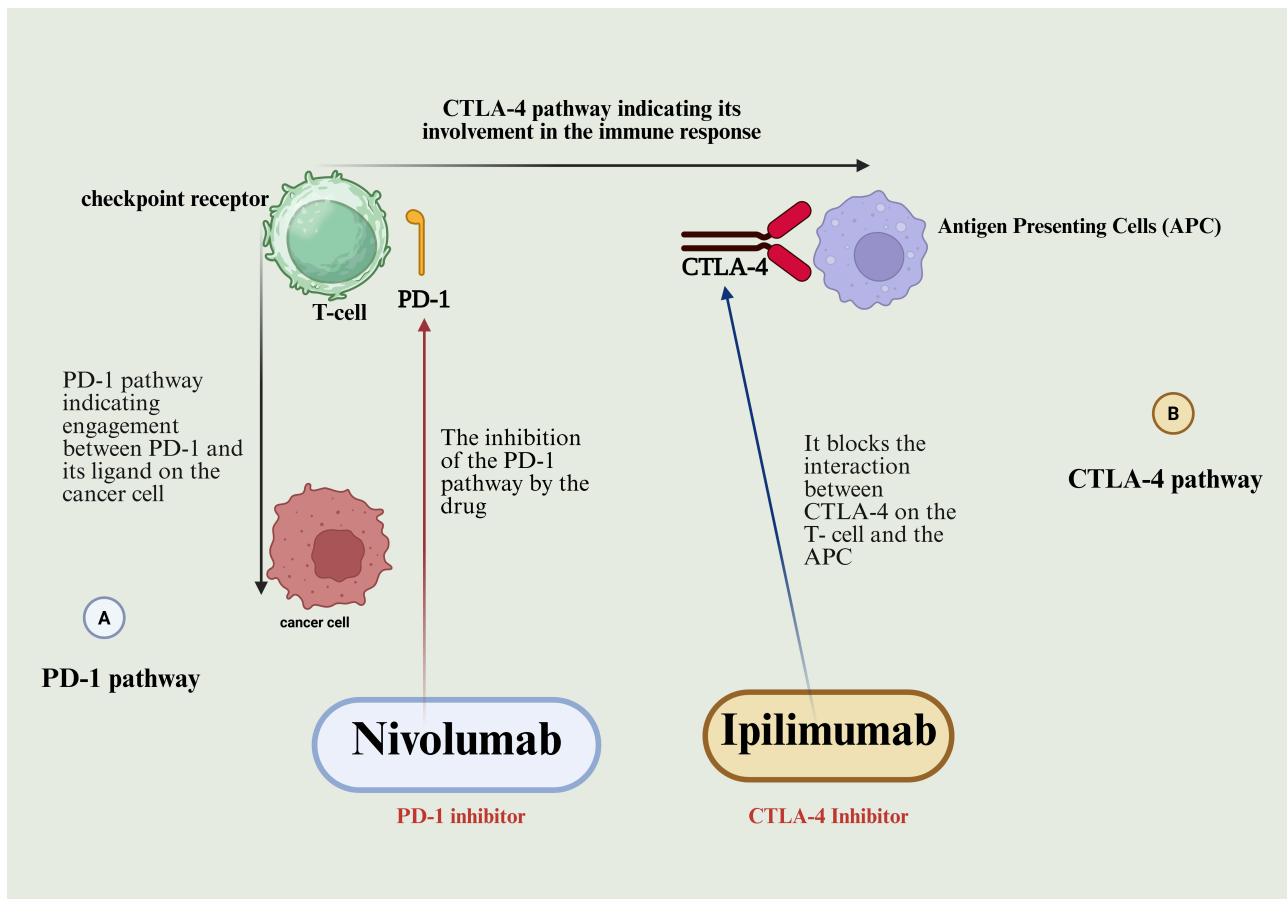 CTLA-4 pathway indicating its
involvement in the immune response
checkpoint receptor
T-cell
PD-1
CTLA-4
Antigen Presenting Cells (APC)
PD-1 pathway
indicating
engagement
between PD-1 and
its ligand on the
cancer cell
The inhibition
of the PD-1
pathway by the
drug
It blocks the
interaction
between
CTLA-4 on the
T- cell and the
APC
B
CTLA-4 pathway
cancer cell
A
PD-1 pathway
Nivolumab
PD-1 inhibitor
Ipilimumab
CTLA-4 Inhibitor